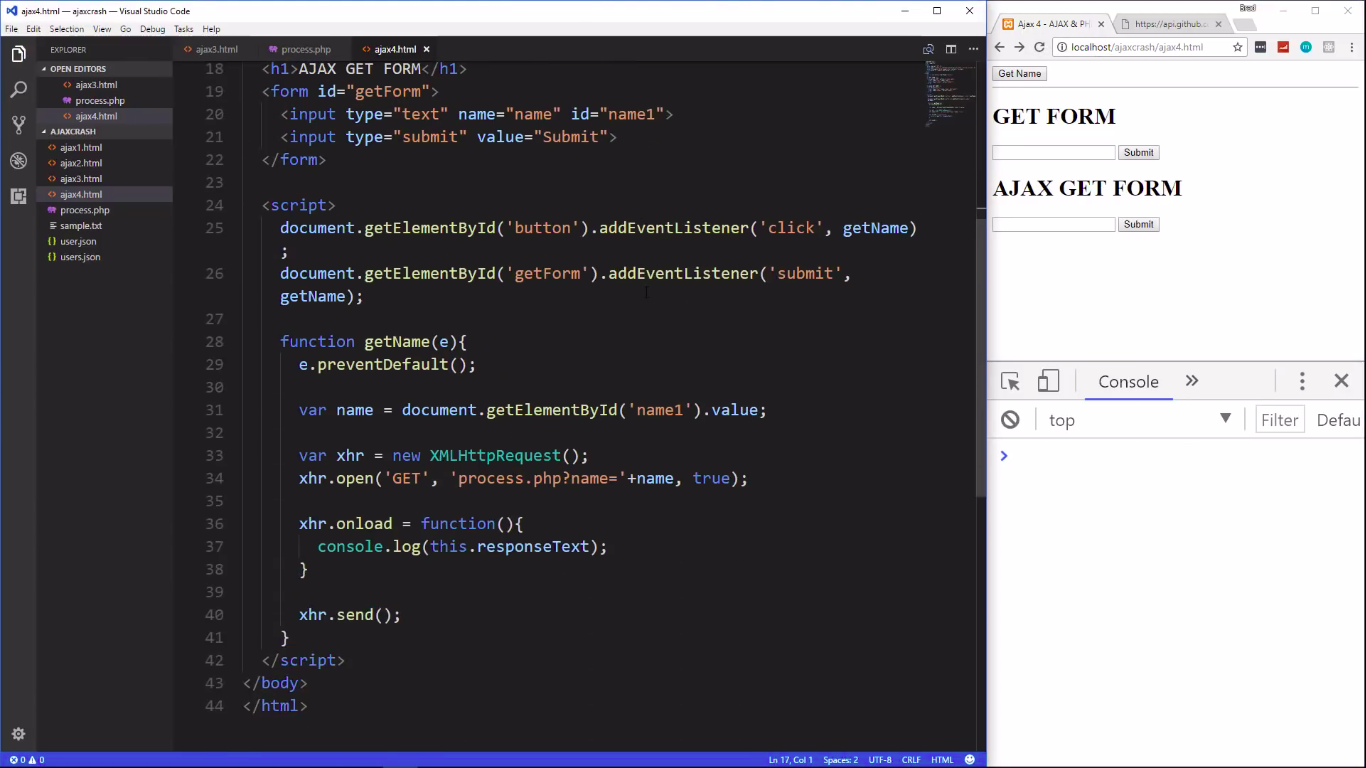 ajax4.html — ajaxcrash — Visual Studio Code
File Edit Selection View Go Debug Tasks Help
EXPLORER
OPEN EDITORS
ajax3.html
process.php
ajax4.html
AJAXCRASH
ajax1.html
ajax2.html
ajax3.html
ajax4.html
process.php
sample.txt
user.json
users.json
ajax3.html process.php ajax4.html
18 <h1>AJAX GET FORM</h1>
19 <form id="getForm">
20 <input type="text" name="name" id="name1">
21 <input type="submit" value="Submit">
22 </form>
23
24 <script>
25 document.getElementById('button').addEventListener('click', getName)
;
26 document.getElementById('getForm').addEventListener('submit',
getName);
27
28 function getName(e){
29 e.preventDefault();
30
31 var name = document.getElementById('name1').value;
32
33 var xhr = new XMLHttpRequest();
34 xhr.open('GET', 'process.php?name='+name, true);
35
36 xhr.onload = function(){
37 console.log(this.responseText);
38 }
39
40 xhr.send();
41 }
42 </script>
43 </body>
44 </html>
0 0
Ln 17, Col 1 Spaces: 2 UTF-8 CRLF HTML
Brad
Ajax 4 - AJAX & PH
https://api.github.c
localhost/ajaxcrash/ajax4.html
Get Name
GET FORM
Submit
AJAX GET FORM
Submit
Console
top
Filter
Defau